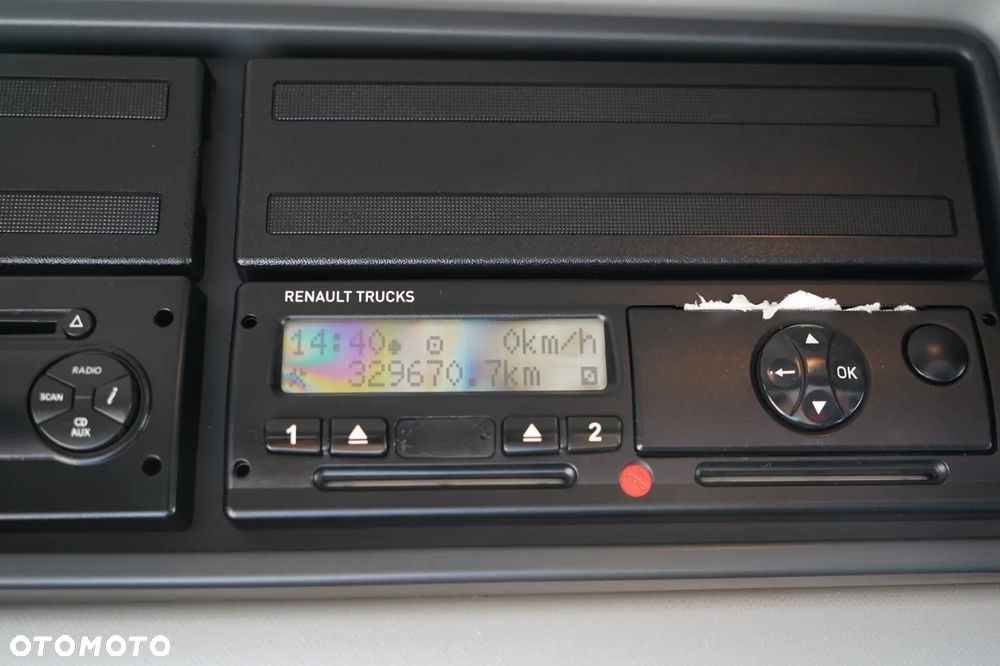 RENAULT TRUCKS
14:40 0km/h
329670.7km
RADIO
SCAN
CD
AUX
i
OK
1
2
OTOMOTO